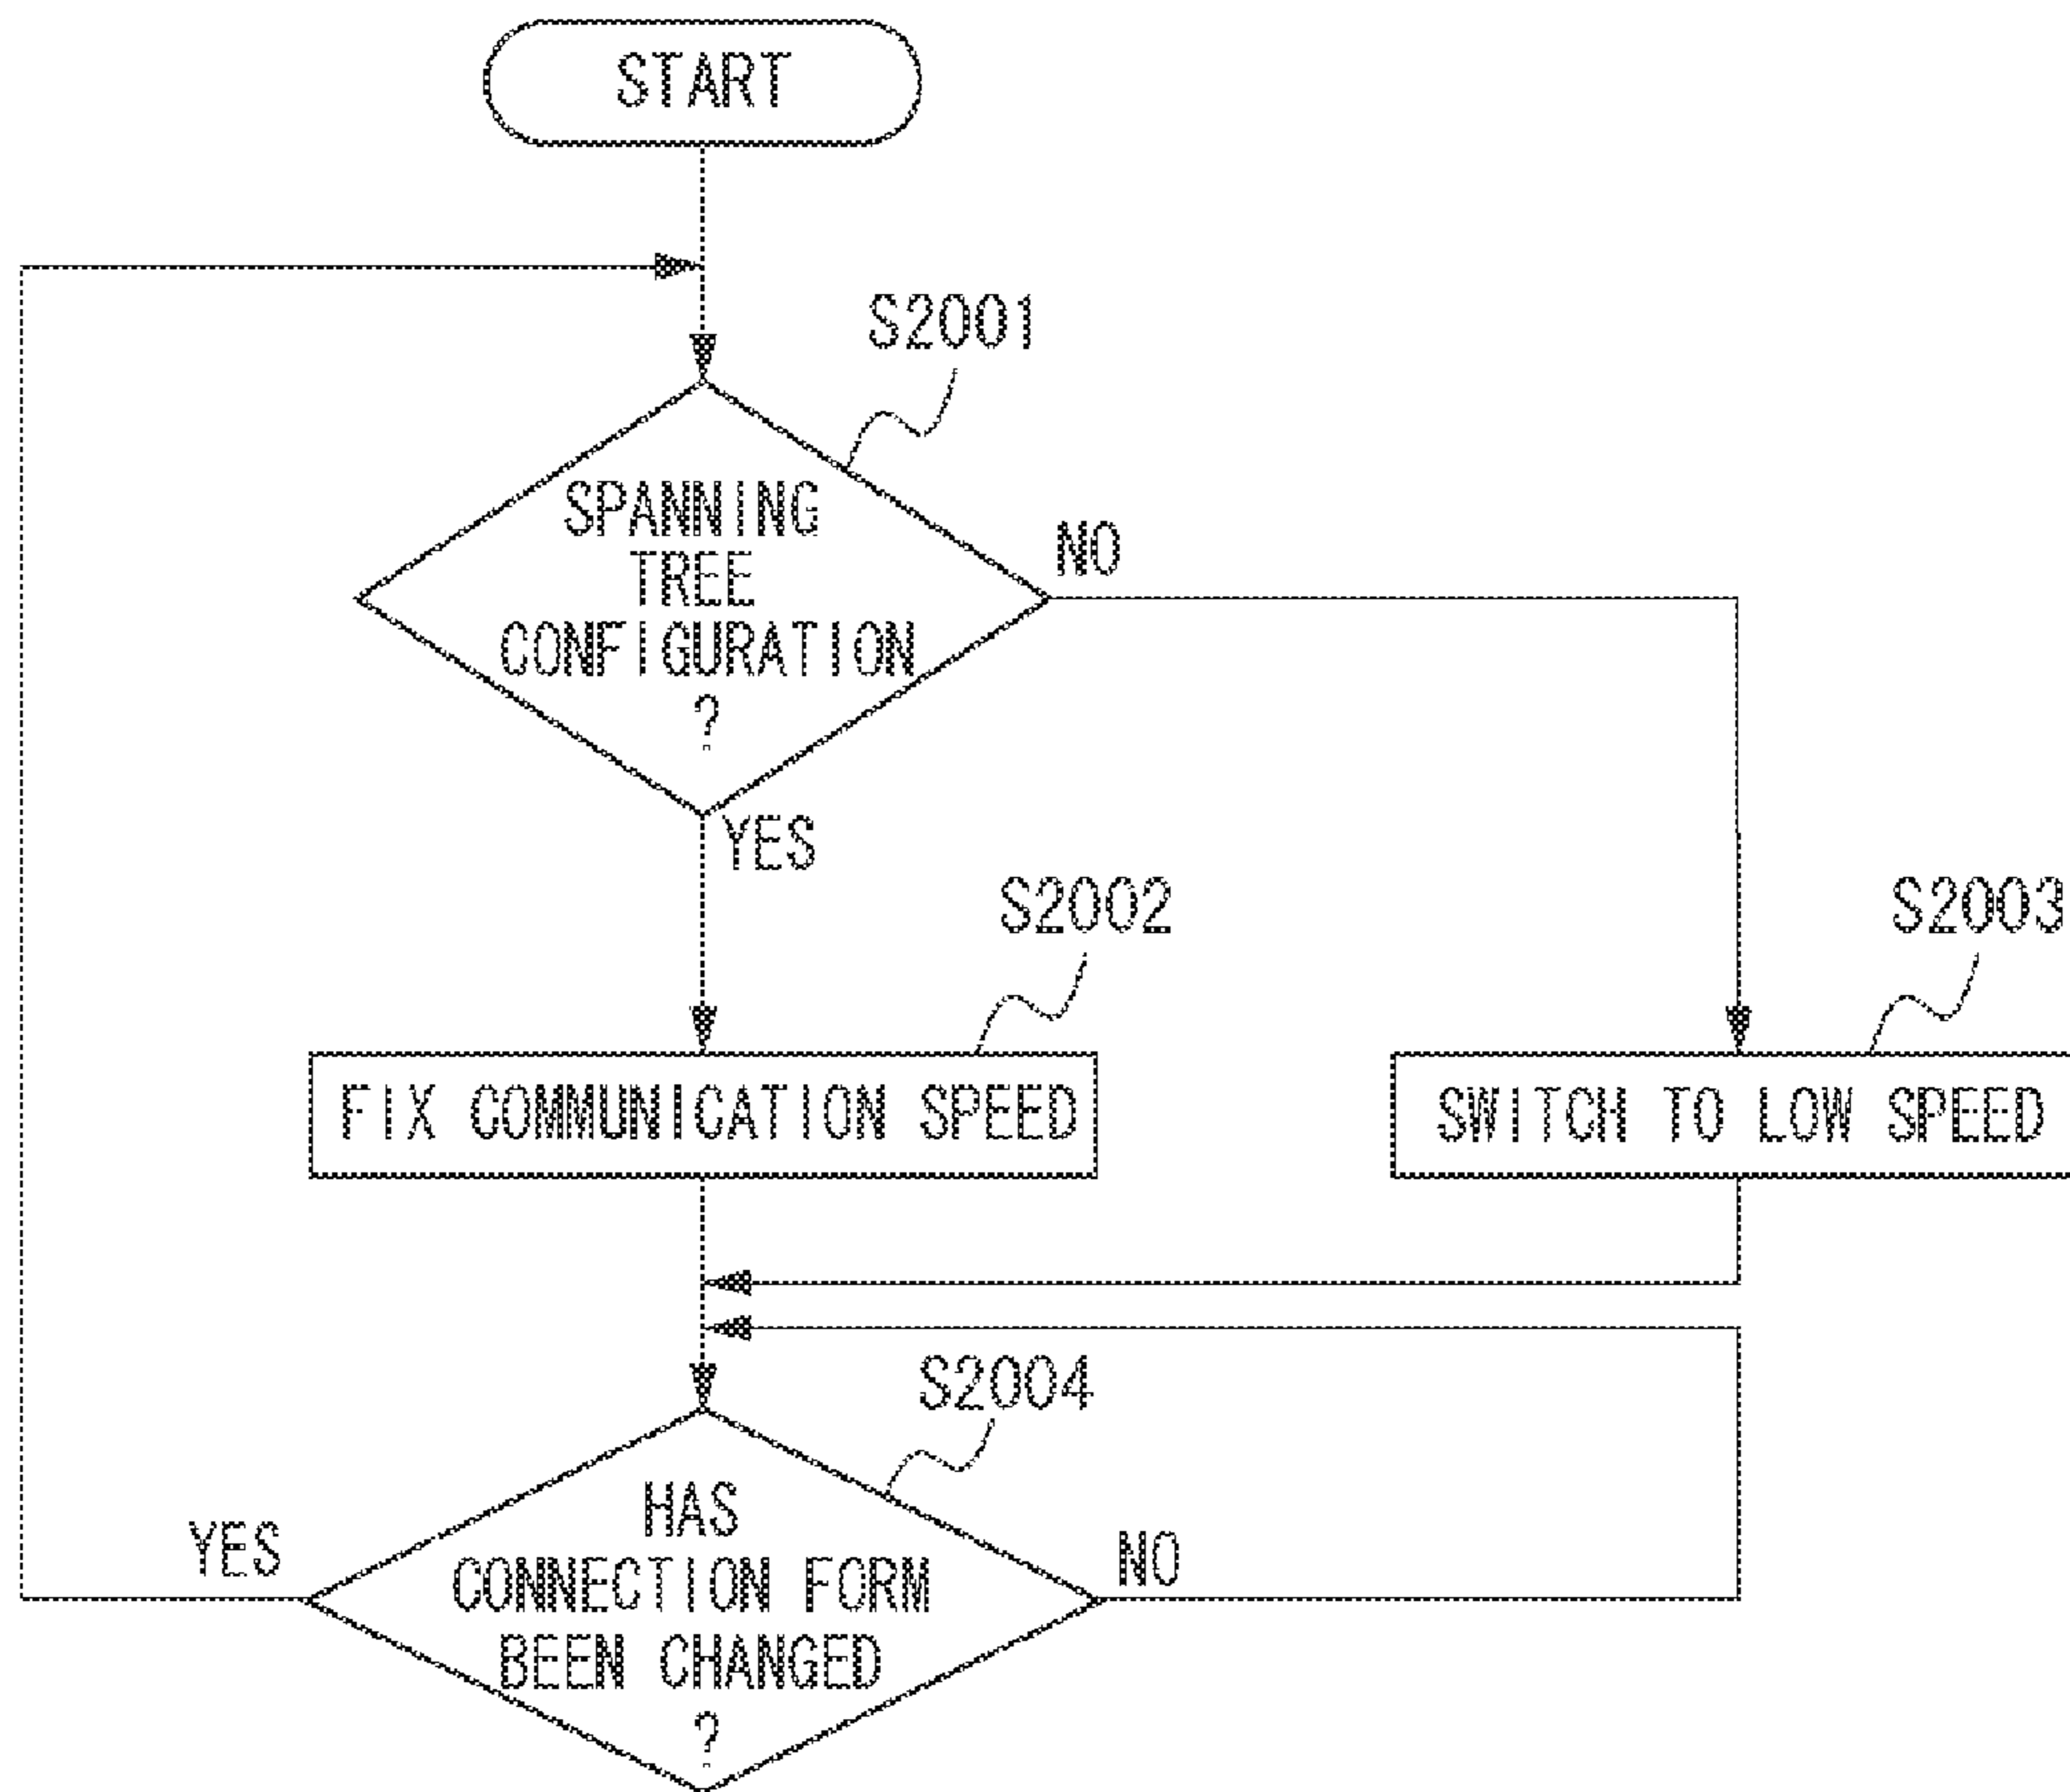 START
S2001
SPANNING
TREE
CONFIGURATION
?
NO
YES
S2002
S2003
FIX COMMUNICATION SPEED
SWITCH TO LOW SPEED
S2004
HAS
CONNECTION FORM
BEEN CHANGED
?
YES
NO